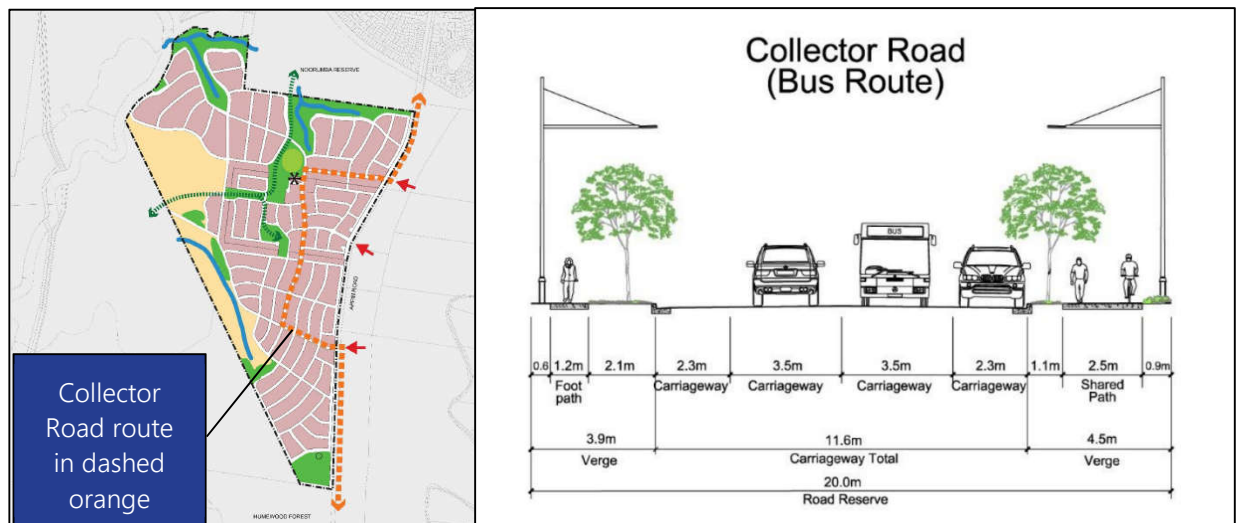 NOORUMBA RESERVE
APPIN ROAD
HUMEWOOD FOREST
Collector
Road route
in dashed
orange
Collector Road
(Bus Route)
BUS
0.6 1.2m 2.1m 2.3m 3.5m 3.5m 2.3m 1.1m 2.5m 0.9m
Foot path Carriageway Carriageway Carriageway Carriageway Shared Path
3.9m 11.6m 4.5m
Verge Carriageway Total Verge
20.0m
Road Reserve